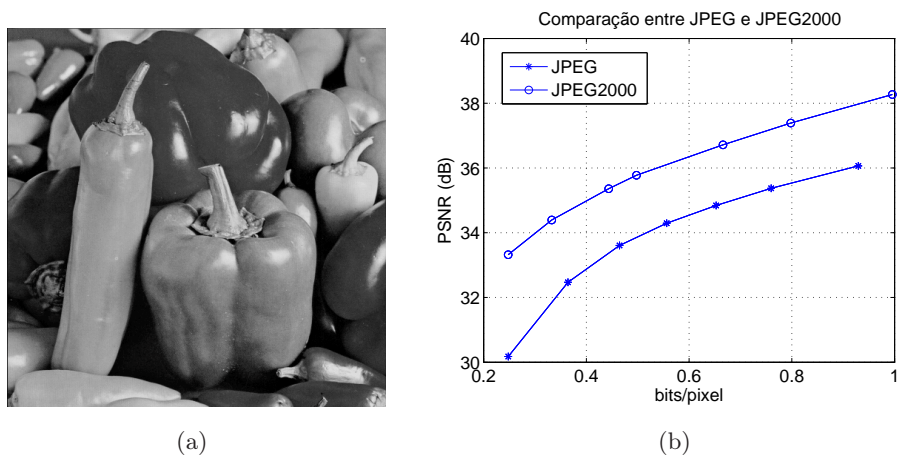 Comparação entre JPEG e JPEG2000
40
38
36
34
32
30
PSNR (dB)
JPEG
JPEG2000
0.2
0.4
0.6
0.8
1
bits/pixel
(a)
(b)